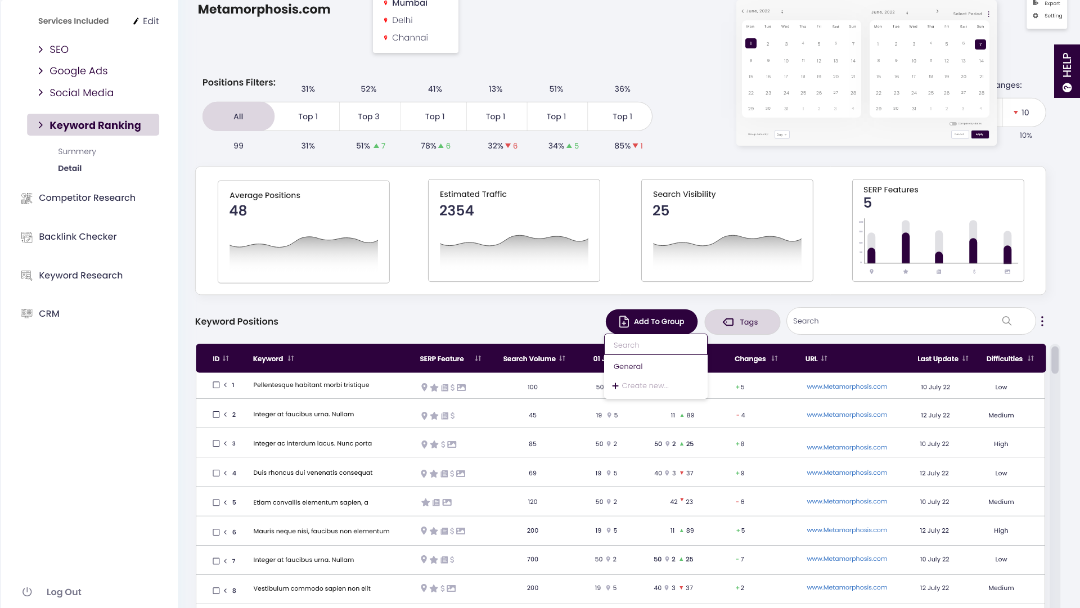 Services Included
Edit
SEO
Google Ads
Social Media
Keyword Ranking
Summery
Detail
Competitor Research
Backlink Checker
Keyword Research
CRM
Log Out
Metamorphosis.com
Mumbai
Delhi
Channai
Export
Setting
HELP
Positions Filters:
31% 52% 41% 13% 51% 36%
All Top 1 Top 3 Top 1 Top 1 Top 1 Top 1
99 31% 51% 7 78% 6 32% 6 34% 5 85% 1
anges:
10
10%
Average Positions
48
Estimated Traffic
2354
Search Visibility
25
SERP Features
5
Keyword Positions
Add To Group
Tags
Search
Search
General
+ Create new..
ID Keyword SERP Feature Search Volume 01 J Changes URL Last Update Difficulties
1 Pellentesque habitant morbi tristique 100 50 +5 www.Metamorphosis.com 10 July 22 Low
2 Integer at faucibus urna. Nullam 45 19 5 11 89 - 4 www.Metamorphosis.com 12 July 22 Medium
3 Integer ac interdum lacus. Nunc porta 85 50 2 50 2 25 +8 www.Metamorphosis.com 10 July 22 High
4 Duis rhoncus dui venenatis consequat 69 18 5 40 3 37 +9 www.Metamorphosis.com 12 July 22 Low
5 Etiam convallis elementum sapien, a 120 50 2 42 23 - 6 www.Metamorphosis.com 10 July 22 Medium
6 Mauris neque nisi, faucibus non elementum 200 19 5 11 89 +5 www.Metamorphosis.com 12 July 22 High
7 Integer at faucibus urna. Nullam 700 50 2 50 2 25 - 7 www.Metamorphosis.com 10 July 22 Low
8 Vestibulum commodo sapien non elit 200 19 5 40 3 37 +2 www.Metamorphosis.com 12 July 22 Medium